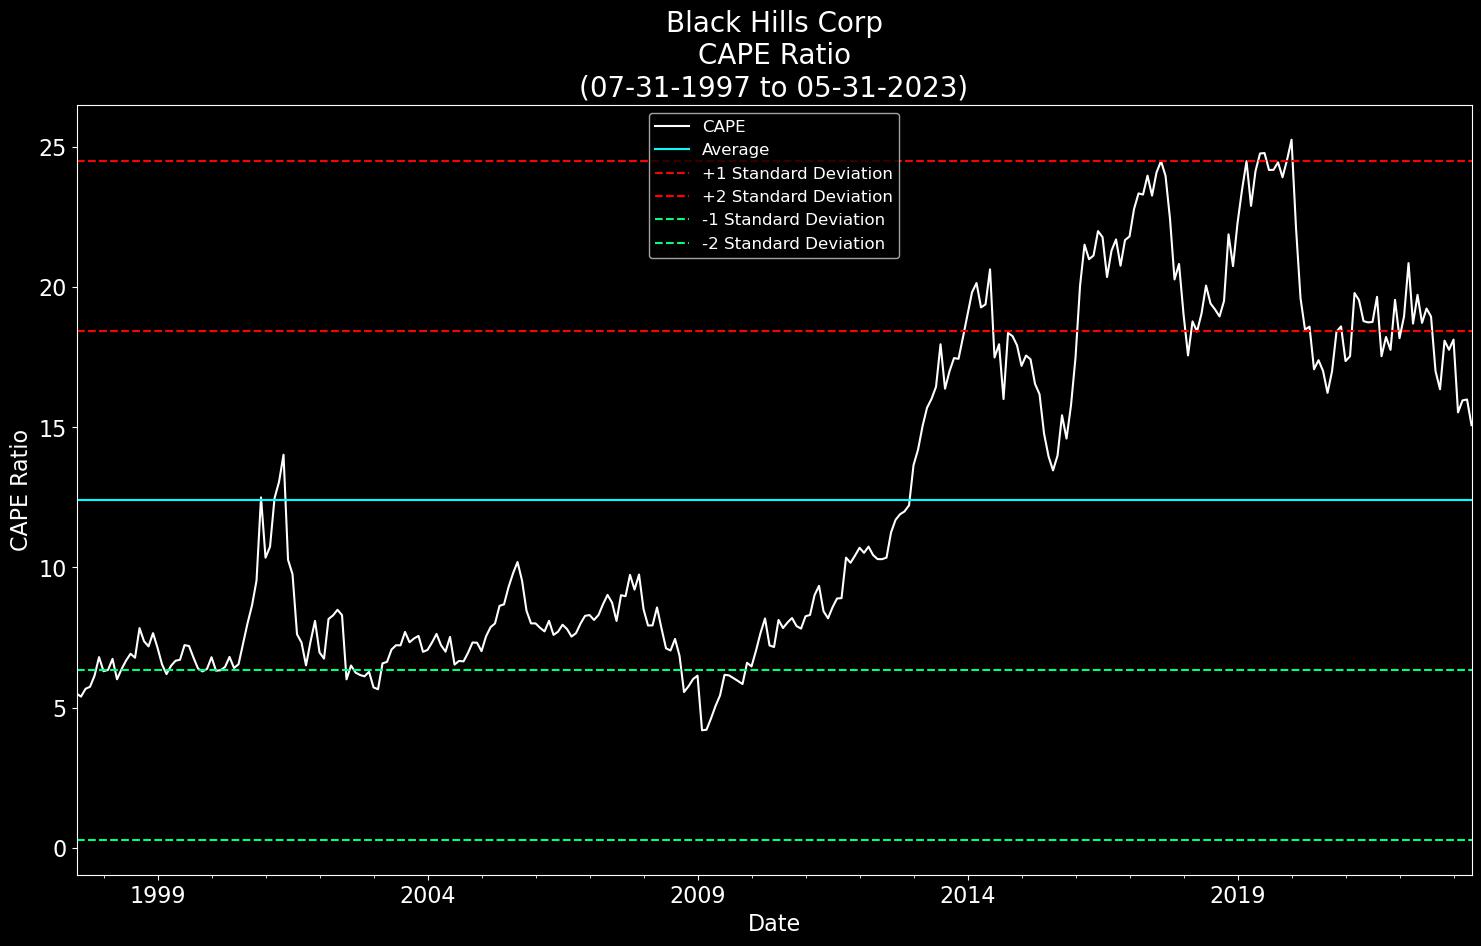 Black Hills Corp
CAPE Ratio
(07-31-1997 to 05-31-2023)
CAPE
Average
+1 Standard Deviation
+2 Standard Deviation
-1 Standard Deviation
-2 Standard Deviation
25
20
15
10
5
0
CAPE Ratio
1999 2004 2009 2014 2019
Date